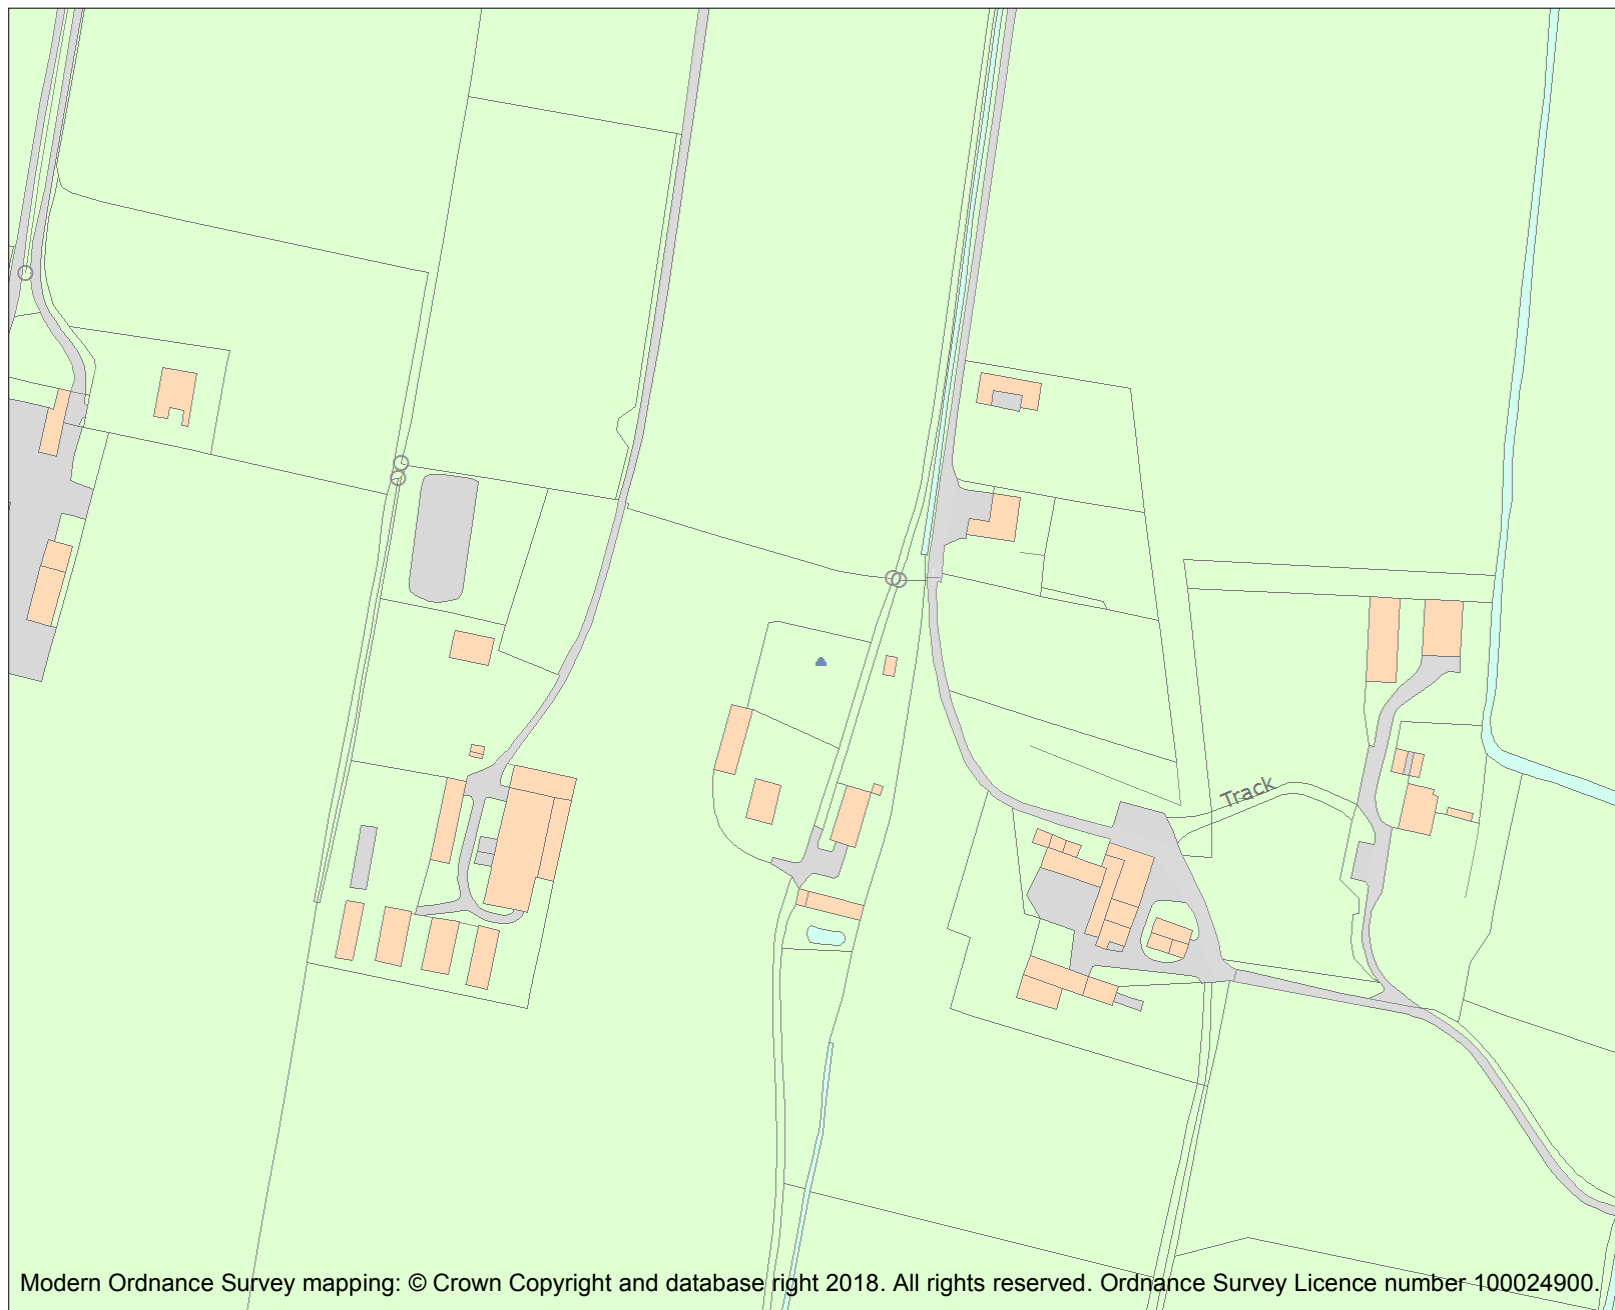 Track
Modern Ordnance Survey mapping: © Crown Copyright and database right 2018. All rights reserved. Ordnance Survey Licence number 100024900.